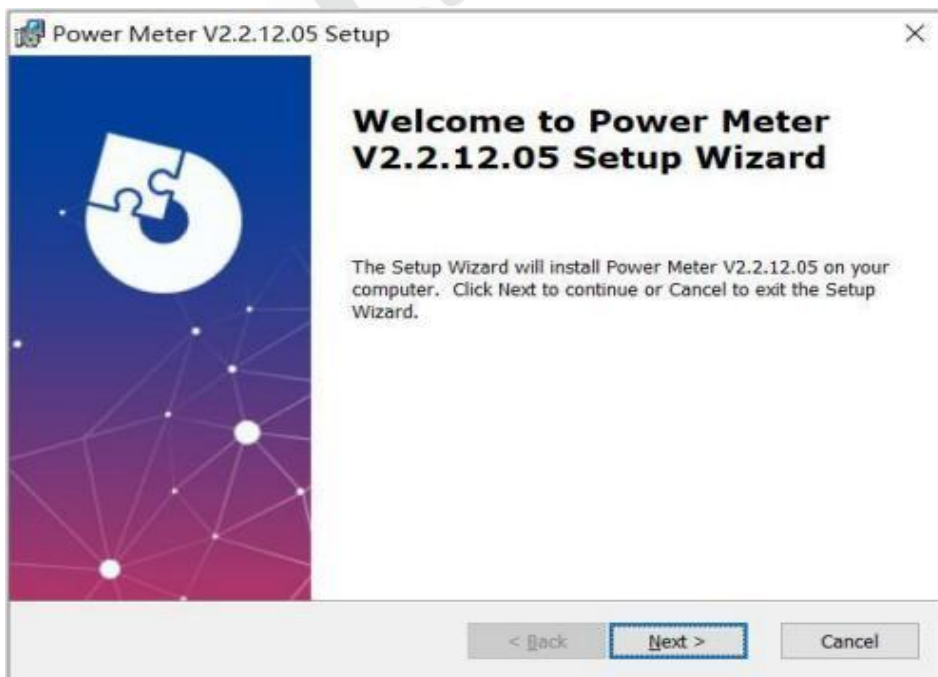 Power Meter V2.2.12.05 Setup
Welcome to Power Meter
V2.2.12.05 Setup Wizard
The Setup Wizard will install Power Meter V2.2.12.05 on your
computer.  Click Next to continue or Cancel to exit the Setup
Wizard.
< Back Next > Cancel